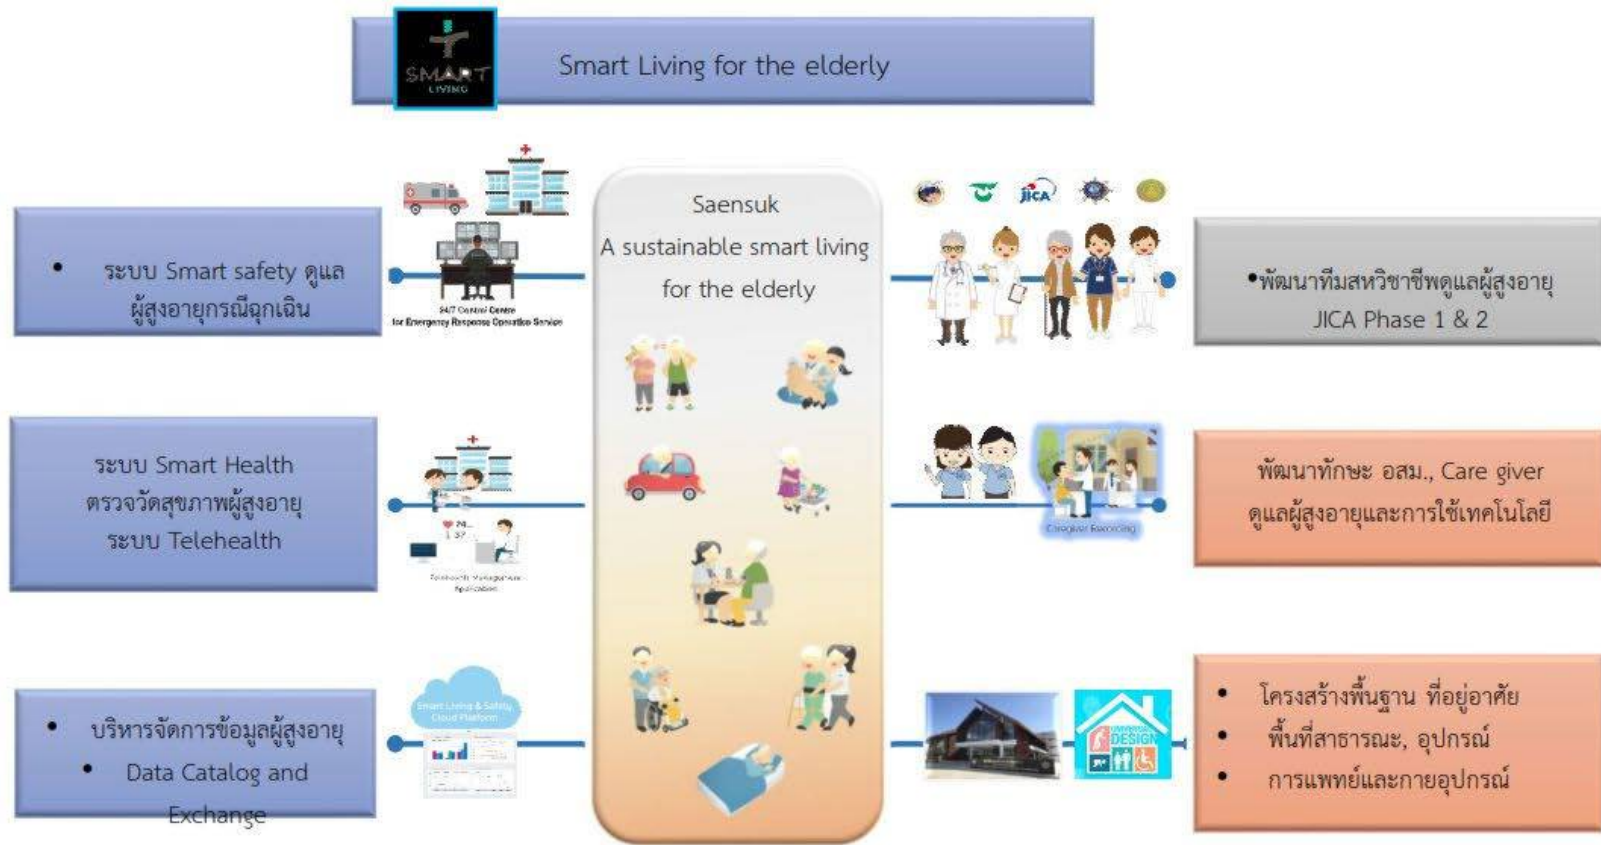 SMART
LIVING
Smart Living for the elderly
• ระบบ Smart safety ดูแล
ผู้สูงอายุกรณีฉุกเฉิน
24/7 Control Centre
for Emergency Response Operation Service
ระบบ Smart Health
ตรวจวัดสุขภาพผู้สูงอายุ
ระบบ Telehealth
Telehealth Management
Application
• บริหารจัดการข้อมูลผู้สูงอายุ
• Data Catalog and
Exchange
Smart Living & Safety
Cloud Platform
Saensuk
A sustainable smart living
for the elderly
JICA
•พัฒนาทีมสหวิชาชีพดูแลผู้สูงอายุ
JICA Phase 1 & 2
Caregiver Recording
พัฒนาทักษะ อสม., Care giver
ดูแลผู้สูงอายุและการใช้เทคโนโลยี
UNIVERSAL
DESIGN
• โครงสร้างพื้นฐาน ที่อยู่อาศัย
• พื้นที่สาธารณะ, อุปกรณ์
• การแพทย์และกายอุปกรณ์